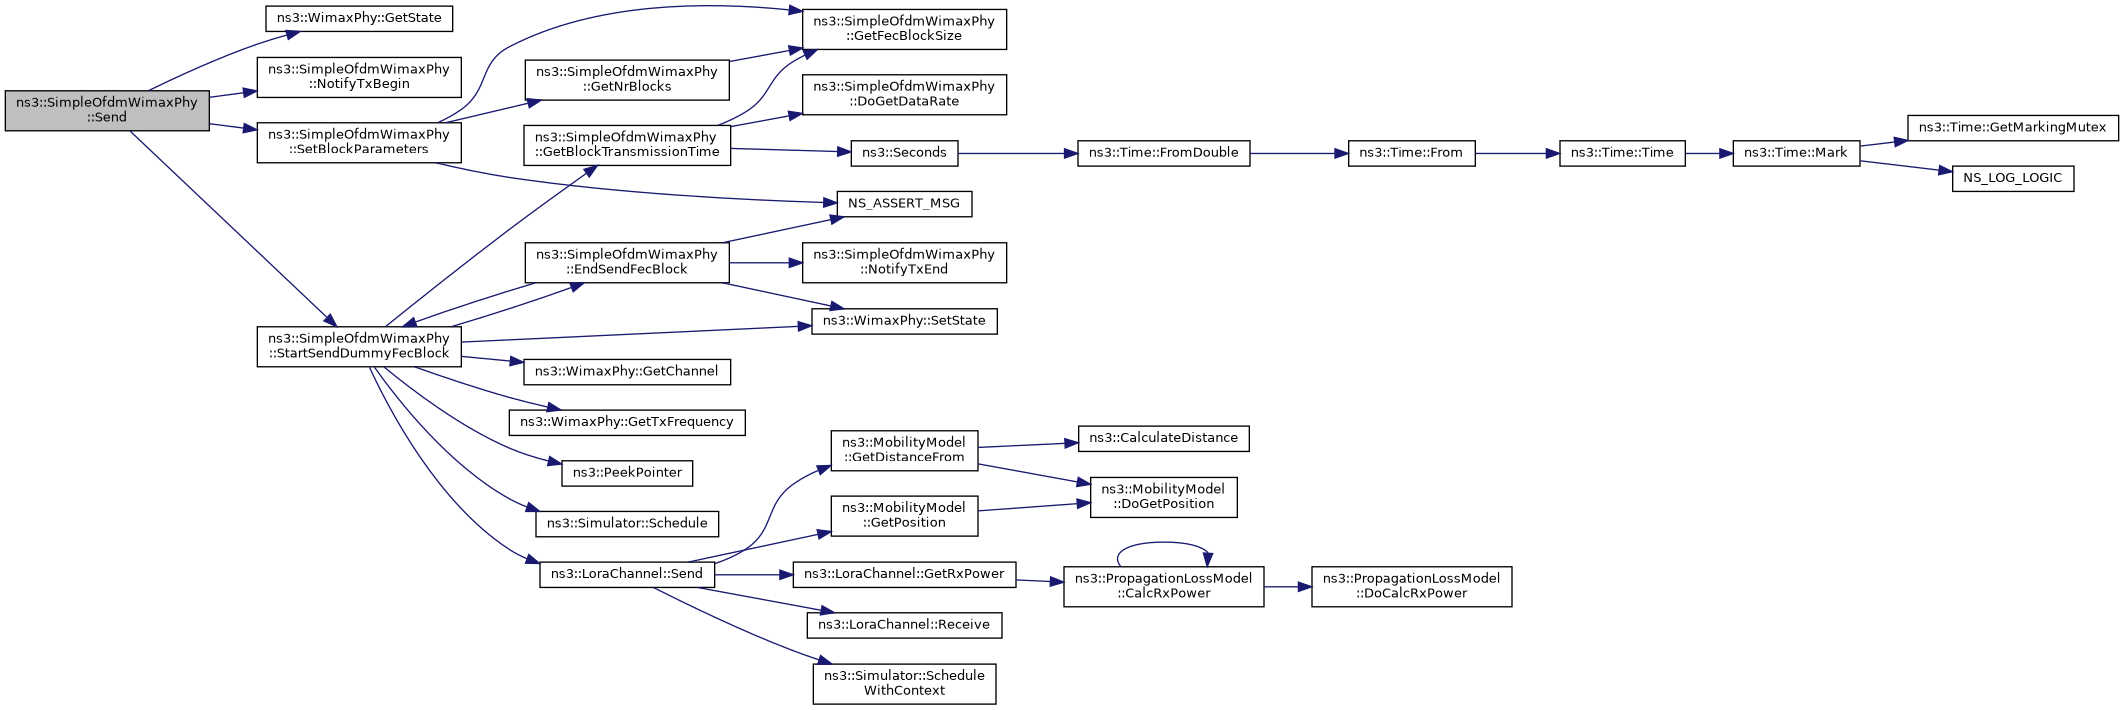 ns3::SimpleOfdmWimaxPhy
::Send
ns3::WimaxPhy::GetState
ns3::SimpleOfdmWimaxPhy
::NotifyTxBegin
ns3::SimpleOfdmWimaxPhy
::SetBlockParameters
ns3::SimpleOfdmWimaxPhy
::StartSendDummyFecBlock
ns3::SimpleOfdmWimaxPhy
::GetNrBlocks
ns3::SimpleOfdmWimaxPhy
::GetBlockTransmissionTime
ns3::SimpleOfdmWimaxPhy
::EndSendFecBlock
ns3::WimaxPhy::GetChannel
ns3::WimaxPhy::GetTxFrequency
ns3::PeekPointer
ns3::Simulator::Schedule
ns3::LoraChannel::Send
ns3::SimpleOfdmWimaxPhy
::GetFecBlockSize
ns3::SimpleOfdmWimaxPhy
::DoGetDataRate
ns3::Seconds
NS_ASSERT_MSG
ns3::SimpleOfdmWimaxPhy
::NotifyTxEnd
ns3::WimaxPhy::SetState
ns3::MobilityModel
::GetDistanceFrom
ns3::MobilityModel
::GetPosition
ns3::LoraChannel::GetRxPower
ns3::LoraChannel::Receive
ns3::Simulator::Schedule
WithContext
ns3::Time::FromDouble
ns3::CalculateDistance
ns3::MobilityModel
::DoGetPosition
ns3::PropagationLossModel
::CalcRxPower
ns3::Time::From
ns3::PropagationLossModel
::DoCalcRxPower
ns3::Time::Time
ns3::Time::Mark
ns3::Time::GetMarkingMutex
NS_LOG_LOGIC